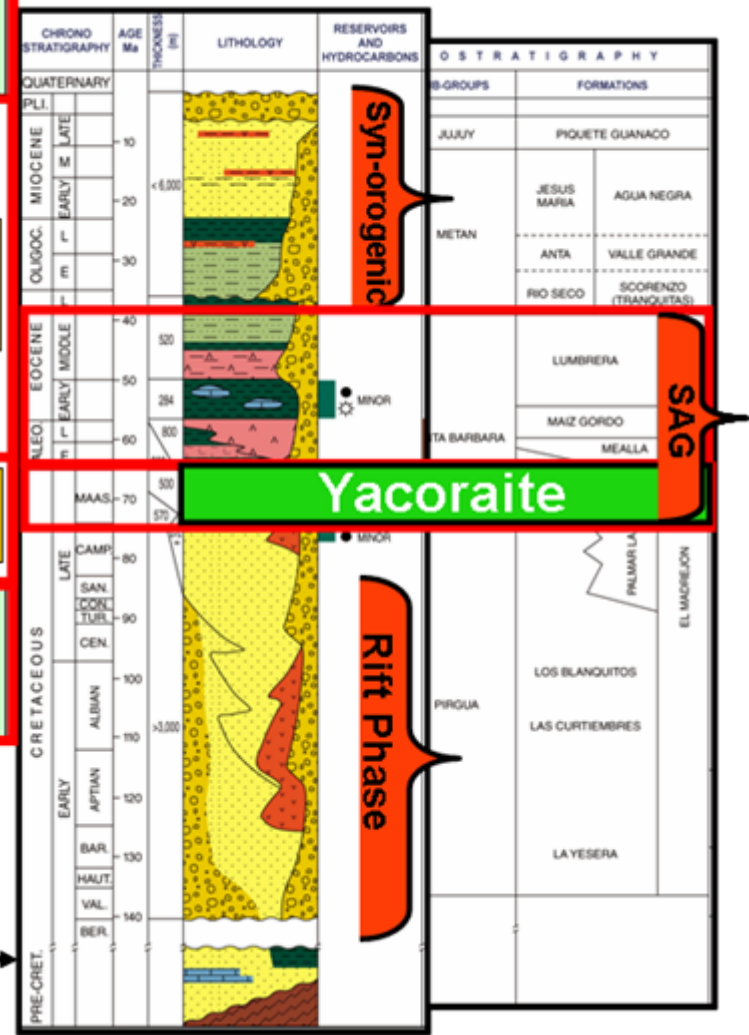 CHRONO
STRATIGRAPHY
AGE
Ma
THICKNESS
(m)
LITHOLOGY
RESERVOIRS
AND
HYDROCARBONS
OSTRATIGRAPHY
B-GROUPS
FORMATIONS
QUATERNARY
PLI.
MIOCENE
LATE
M
EARLY
OLIGOC.
L
E
L
EOCENE
MIDDLE
EARLY
ALEO.
L
E
MAAS.
CRETACEOUS
LATE
CAMP.
SAN.
CON.
TUR.
CEN.
EARLY
ALBIAN
APTIAN
BAR.
HAUT.
VAL.
BER.
PRE-CRET.
10
20
30
40
50
60
70
80
90
100
110
120
130
140
< 6,000
520
284
800
500
570
>3,000
MINOR
MINOR
Syn-orogenic
SAG
Yacoraite
Rift Phase
JUJUY
METAN
TA BARBARA
PIRGUA
PIQUETE GUANACO
JESUS
MARIA
AGUA NEGRA
ANTA
VALLE GRANDE
RIO SECO
SCORENZO
(TRANQUITAS)
LUMBRERA
MAIZ GORDO
MEALLA
PALMAR LA
EL MADREJON
LOS BLANQUITOS
LAS CURTIEMBRES
LA YESERA